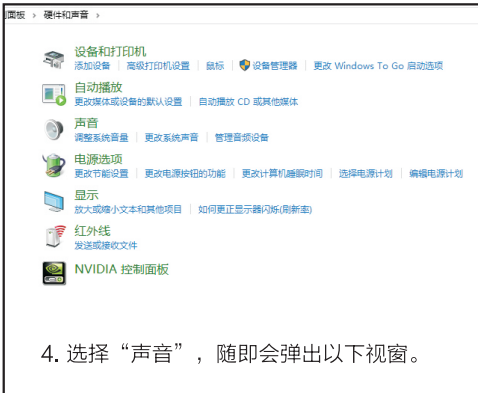 面板 › 硬件和声音 ›
设备和打印机
添加设备 | 高级打印机设置 | 鼠标 | 设备管理器 | 更改 Windows To Go 启动选项
自动播放
更改媒体或设备的默认设置 | 自动播放 CD 或其他媒体
声音
调整系统音量 | 更改系统声音 | 管理音频设备
电源选项
更改节能设置 | 更改电源按钮的功能 | 更改计算机睡眠时间 | 选择电源计划 | 编辑电源计划
显示
放大或缩小文本和其他项目 | 如何更正显示器闪烁(刷新率)
红外线
发送或接收文件
NVIDIA 控制面板
4. 选择“声音”，随即会弹出以下视窗。